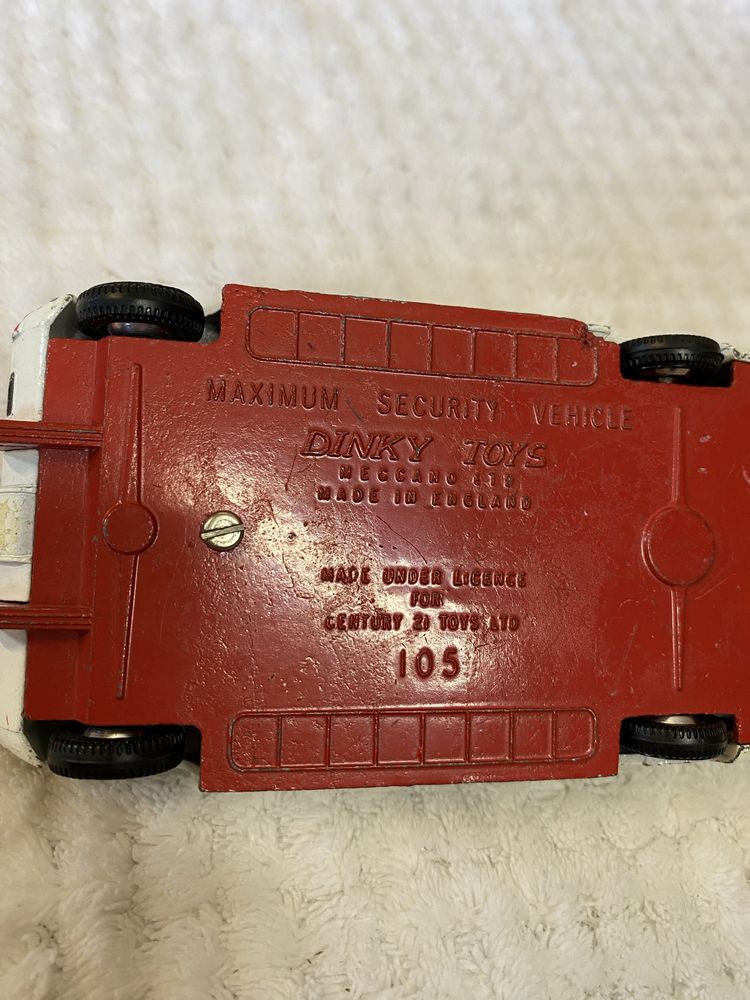 MAXIMUM SECURITY VEHICLE
DINKY TOYS
MECCANO LTD
MADE IN ENGLAND
MADE UNDER LICENCE
FOR
CENTURY 21 TOYS LTD
105